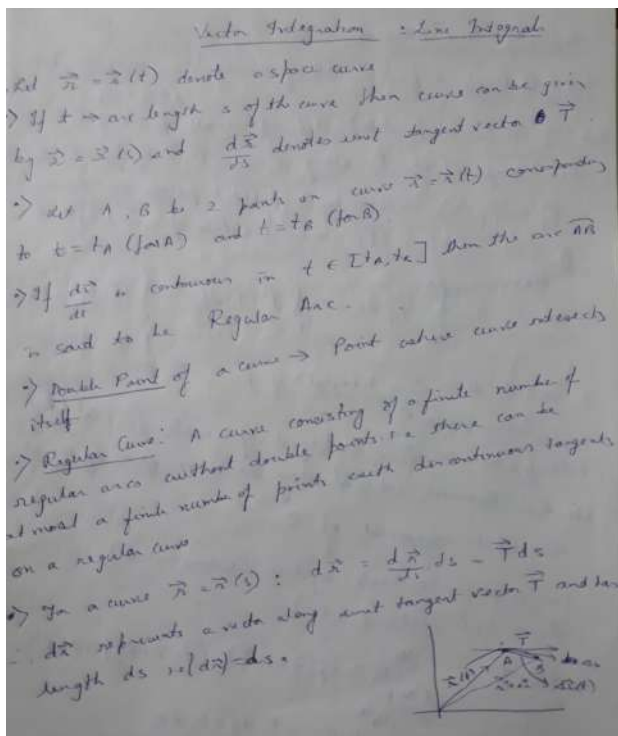 Vector Integration : Line Integral
Let r⃗ = r⃗(t) denote a space curve
•> If t → arc length s of the curve then curve can be given
by r⃗ = r⃗(s) and dr⃗/ds denotes unit tangent vector T⃗.
•> Let A, B be 2 points on curve r⃗ = r⃗(t) corresponding
to t = tA (for A) and t = tB (for B)
•> If dr⃗/dt is continuous in t ∈ [tA, tB] then the arc AB
is said to be Regular Arc.
•> Double Point of a curve → Point where curve intersects
itself
•> Regular Curve: A curve consisting of a finite number of
regular arcs without double points i.e there can be
at most a finite number of points with discontinuous tangents
on a regular curve
•> For a curve r⃗ = r⃗(s) : dr⃗ = dr⃗/ds ds = T⃗ds
∴ dr⃗ represents a vector along unit tangent vector T⃗ and has
length ds i.e |dr⃗| = ds.
T⃗
A
B